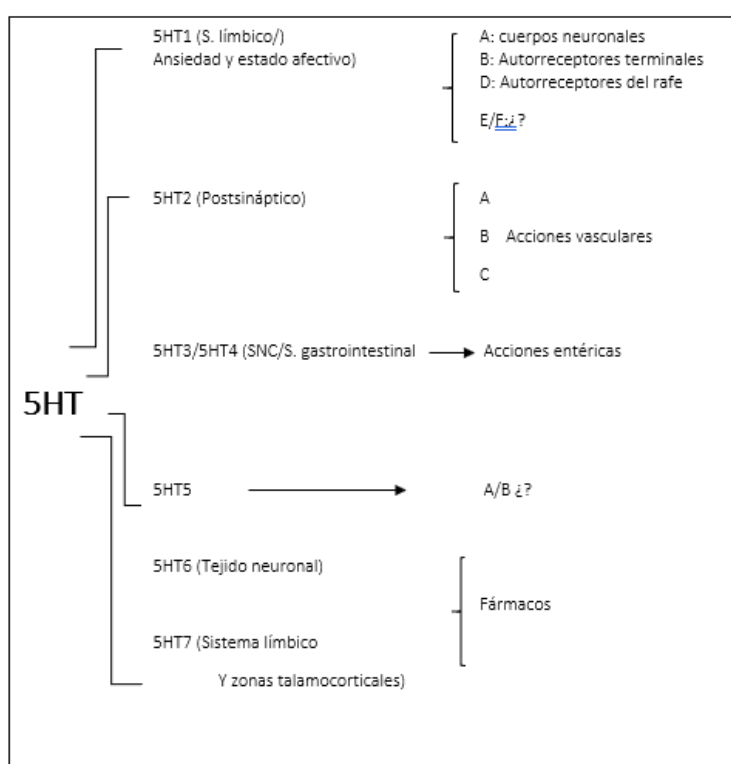 5HT1 (S. límbico/)
Ansiedad y estado afectivo)
A: cuerpos neuronales
B: Autorreceptores terminales
D: Autorreceptores del rafe
E/F:¿?
5HT2 (Postsináptico)
A
B Acciones vasculares
C
5HT3/5HT4 (SNC/S. gastrointestinal
Acciones entéricas
5HT
5HT5
A/B ¿?
5HT6 (Tejido neuronal)
5HT7 (Sistema límbico
Y zonas talamocorticales)
Fármacos